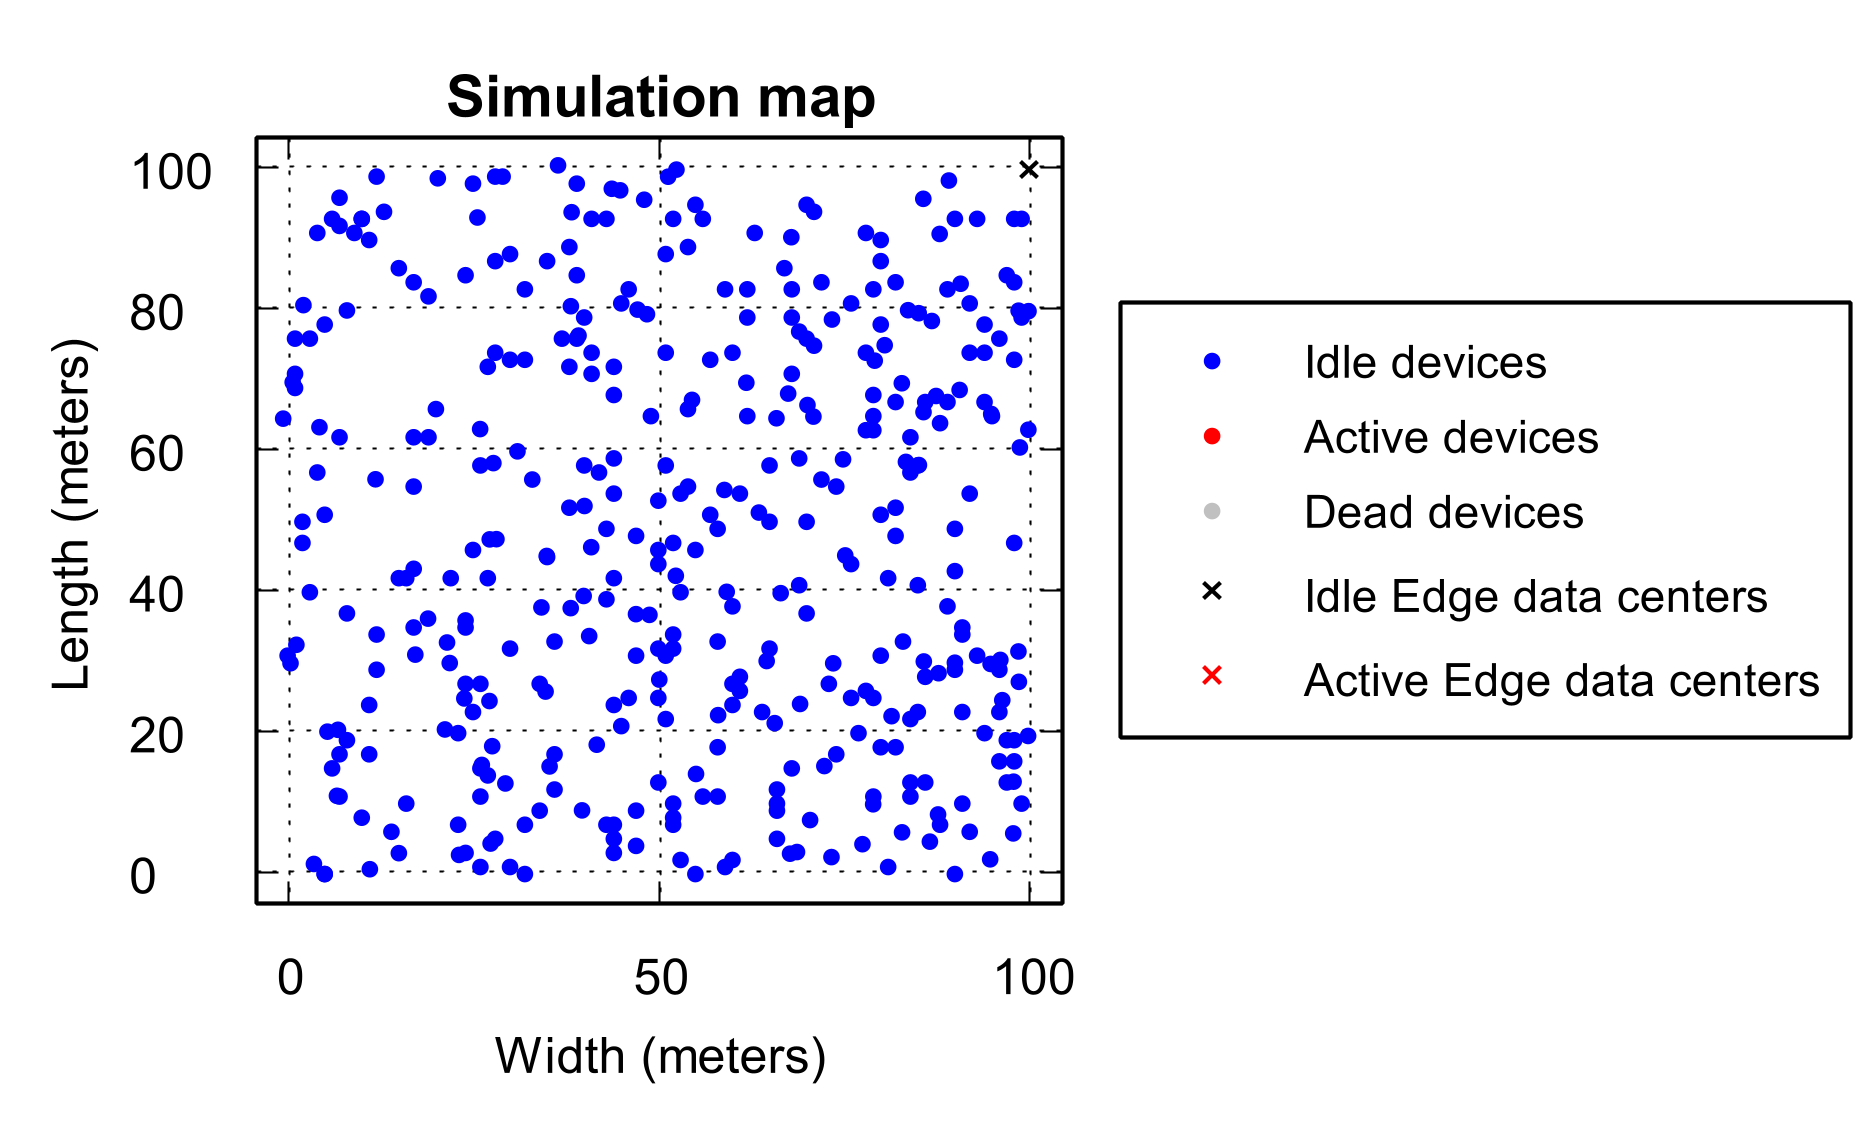 Simulation map
100
80
60
40
20
0
Length (meters)
0 50 100
Width (meters)
Idle devices
Active devices
Dead devices
Idle Edge data centers
Active Edge data centers